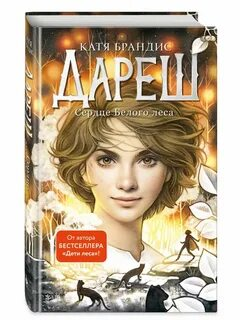 КАТЯ БРАНДИС
ДАРЕШ
Сердце Белого леса
От автора
БЕСТСЕЛЛЕРА
«Дети леса»!